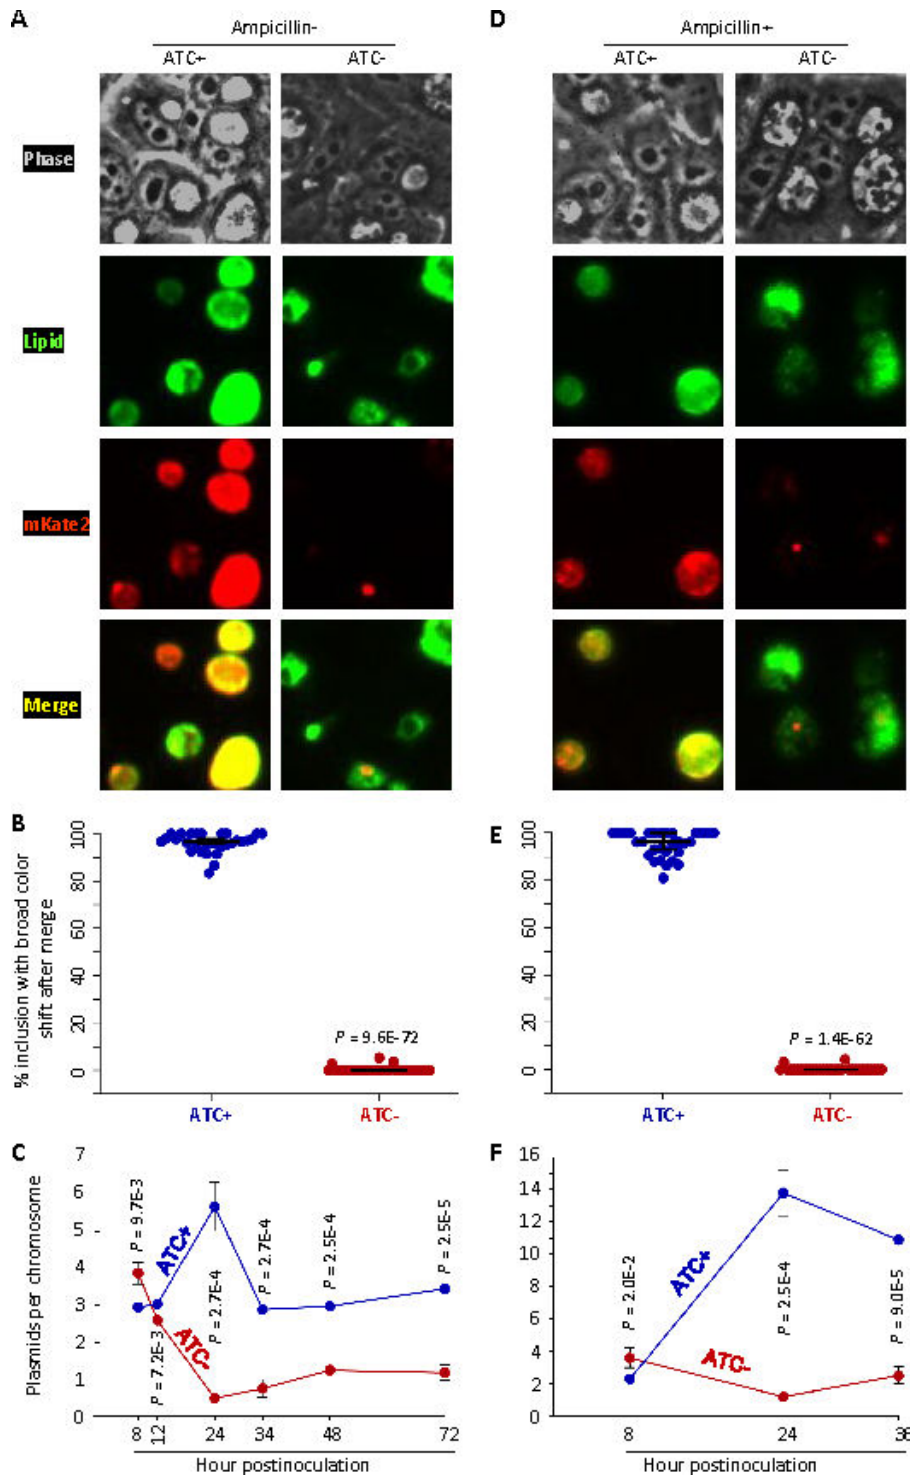 A
Ampicillin-
ATC+ ATC-
D
Ampicillin+
ATC+ ATC-
Phase
Lipid
mKate2
Merge
B
% inclusion with broad color
shift after merge
100
80
60
40
20
0
P = 9.6E-72
ATC+ ATC-
E
100
80
60
40
20
0
P = 1.4E-62
ATC+ ATC-
C
Plasmids per chromosome
7
6
5
4
3
2
1
0
P = 9.7E-3
P = 7.2E-3
P = 2.7E-4
P = 2.7E-4
P = 2.5E-4
P = 2.5E-5
ATC+
ATC-
8 12 24 34 48 72
Hour postinoculation
F
16
14
12
10
8
6
4
2
0
P = 2.0E-2
P = 2.5E-4
P = 9.0E-5
ATC+
ATC-
8 24 36
Hour postinoculation